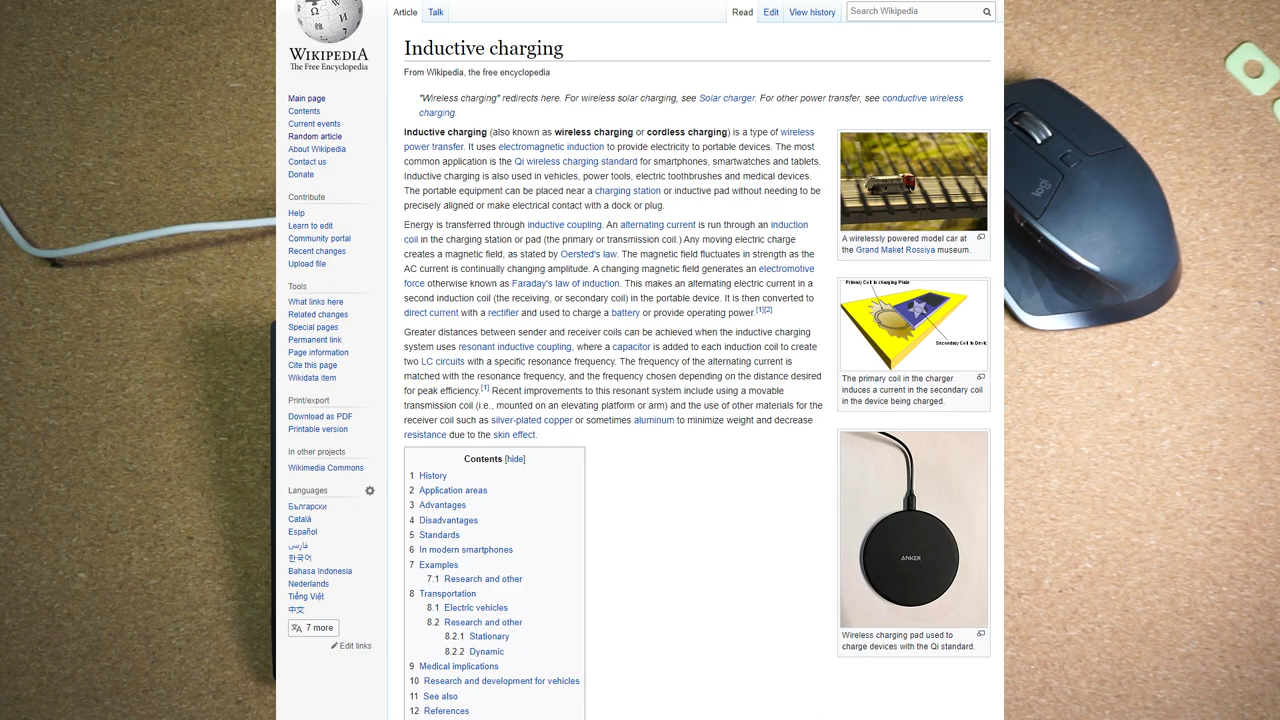 Article
Talk
Read
Edit
View history
Search Wikipedia
WIKIPEDIA
The Free Encyclopedia
Main page
Contents
Current events
Random article
About Wikipedia
Contact us
Donate
Contribute
Help
Learn to edit
Community portal
Recent changes
Upload file
Tools
What links here
Related changes
Special pages
Permanent link
Page information
Cite this page
Wikidata item
Print/export
Download as PDF
Printable version
In other projects
Wikimedia Commons
Languages
Български
Català
Español
فارسی
한국어
Bahasa Indonesia
Nederlands
Tiếng Việt
中文
7 more
Edit links
Inductive charging
From Wikipedia, the free encyclopedia
"Wireless charging" redirects here. For wireless solar charging, see Solar charger. For other power transfer, see conductive wireless
charging.
Inductive charging (also known as wireless charging or cordless charging) is a type of wireless
power transfer. It uses electromagnetic induction to provide electricity to portable devices. The most
common application is the Qi wireless charging standard for smartphones, smartwatches and tablets.
Inductive charging is also used in vehicles, power tools, electric toothbrushes and medical devices.
The portable equipment can be placed near a charging station or inductive pad without needing to be
precisely aligned or make electrical contact with a dock or plug.
Energy is transferred through inductive coupling. An alternating current is run through an induction
coil in the charging station or pad (the primary or transmission coil.) Any moving electric charge
creates a magnetic field, as stated by Oersted's law. The magnetic field fluctuates in strength as the
AC current is continually changing amplitude. A changing magnetic field generates an electromotive
force otherwise known as Faraday's law of induction. This makes an alternating electric current in a
second induction coil (the receiving, or secondary coil) in the portable device. It is then converted to
direct current with a rectifier and used to charge a battery or provide operating power.[1][2]
Greater distances between sender and receiver coils can be achieved when the inductive charging
system uses resonant inductive coupling, where a capacitor is added to each induction coil to create
two LC circuits with a specific resonance frequency. The frequency of the alternating current is
matched with the resonance frequency, and the frequency chosen depending on the distance desired
for peak efficiency.[1] Recent improvements to this resonant system include using a movable
transmission coil (i.e., mounted on an elevating platform or arm) and the use of other materials for the
receiver coil such as silver-plated copper or sometimes aluminum to minimize weight and decrease
resistance due to the skin effect.
Contents [hide]
1 History
2 Application areas
3 Advantages
4 Disadvantages
5 Standards
6 In modern smartphones
7 Examples
7.1 Research and other
8 Transportation
8.1 Electric vehicles
8.2 Research and other
8.2.1 Stationary
8.2.2 Dynamic
9 Medical implications
10 Research and development for vehicles
11 See also
12 References
A wirelessly powered model car at
the Grand Maket Rossiya museum.
Primary Coil in charging Plate
Secondary Coil in Devic
The primary coil in the charger
induces a current in the secondary coil
in the device being charged.
ANKER
Wireless charging pad used to
charge devices with the Qi standard.
logi